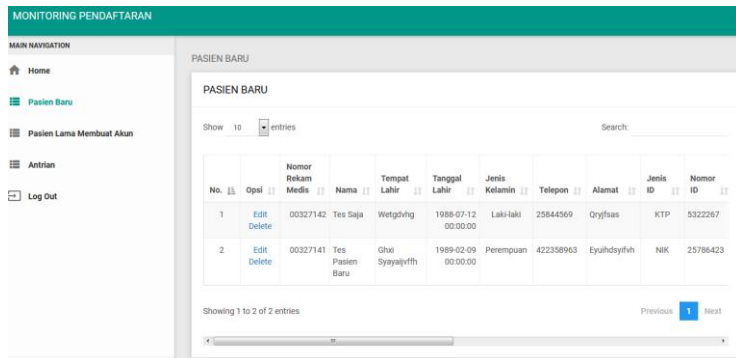 MONITORING PENDAFTARAN
MAIN NAVIGATION
Home
Pasien Baru
Pasien Lama Membuat Akun
Antrian
Log Out
PASIEN BARU
PASIEN BARU
Show 10 entries Search:
No. Opsi Nomor Rekam Medis Nama Tempat Lahir Tanggal Lahir Jenis Kelamin Telepon Alamat Jenis ID Nomor ID
1 Edit Delete 00327142 Tes Saja Wetgdvhg 1988-07-12 00:00:00 Laki-laki 25844569 Qryjfsas KTP 5322267
2 Edit Delete 00327141 Tes Pasien Baru Ghxi Syayaijvffh 1989-02-09 00:00:00 Perempuan 422358963 Eyuihdsyifvh NIK 25786423
Showing 1 to 2 of 2 entries
Previous 1 Next